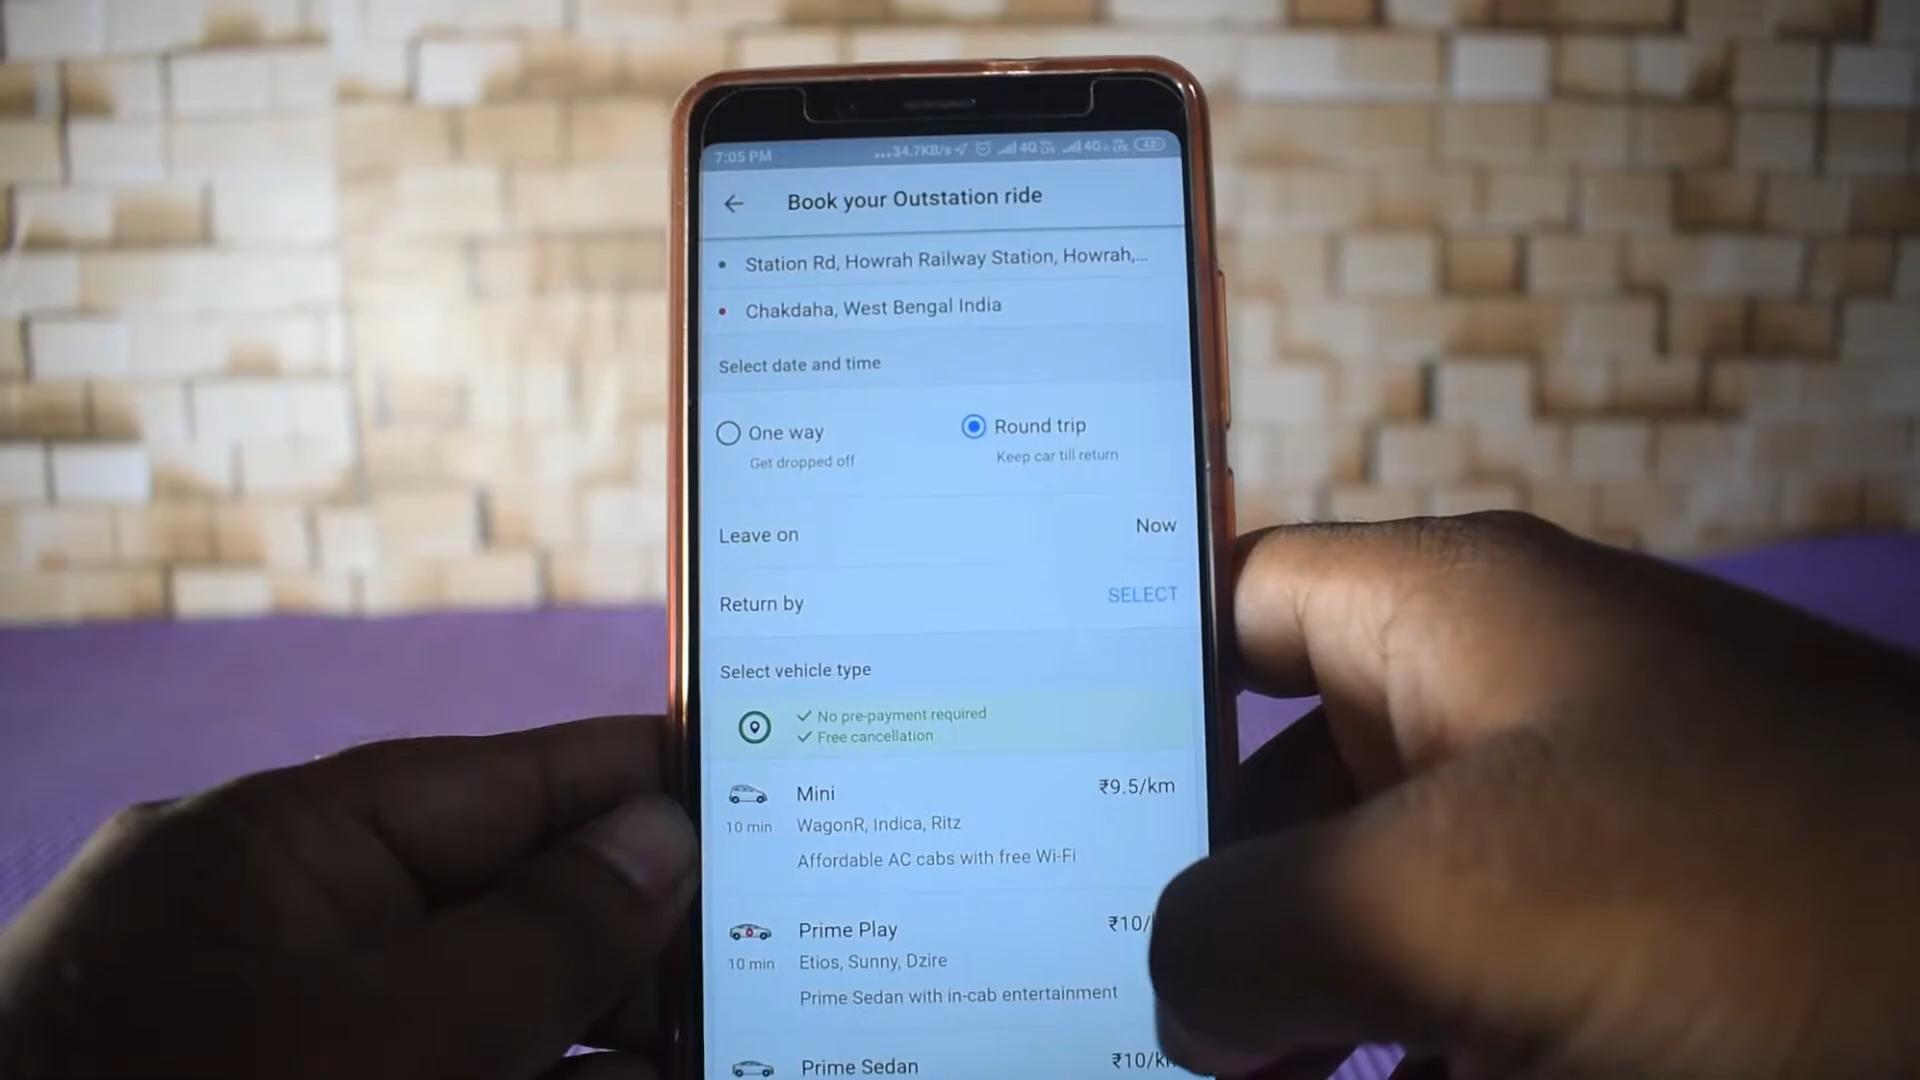 7:05 PM ...34.7KB/s 4G 4G 42
Book your Outstation ride
Station Rd, Howrah Railway Station, Howrah,...
Chakdaha, West Bengal India
Select date and time
One way Round trip
Get dropped off Keep car till return
Leave on Now
Return by SELECT
Select vehicle type
No pre-payment required
Free cancellation
Mini ₹9.5/km
10 min WagonR, Indica, Ritz
Affordable AC cabs with free Wi-Fi
Prime Play ₹10/
10 min Etios, Sunny, Dzire
Prime Sedan with in-cab entertainment
Prime Sedan ₹10/km